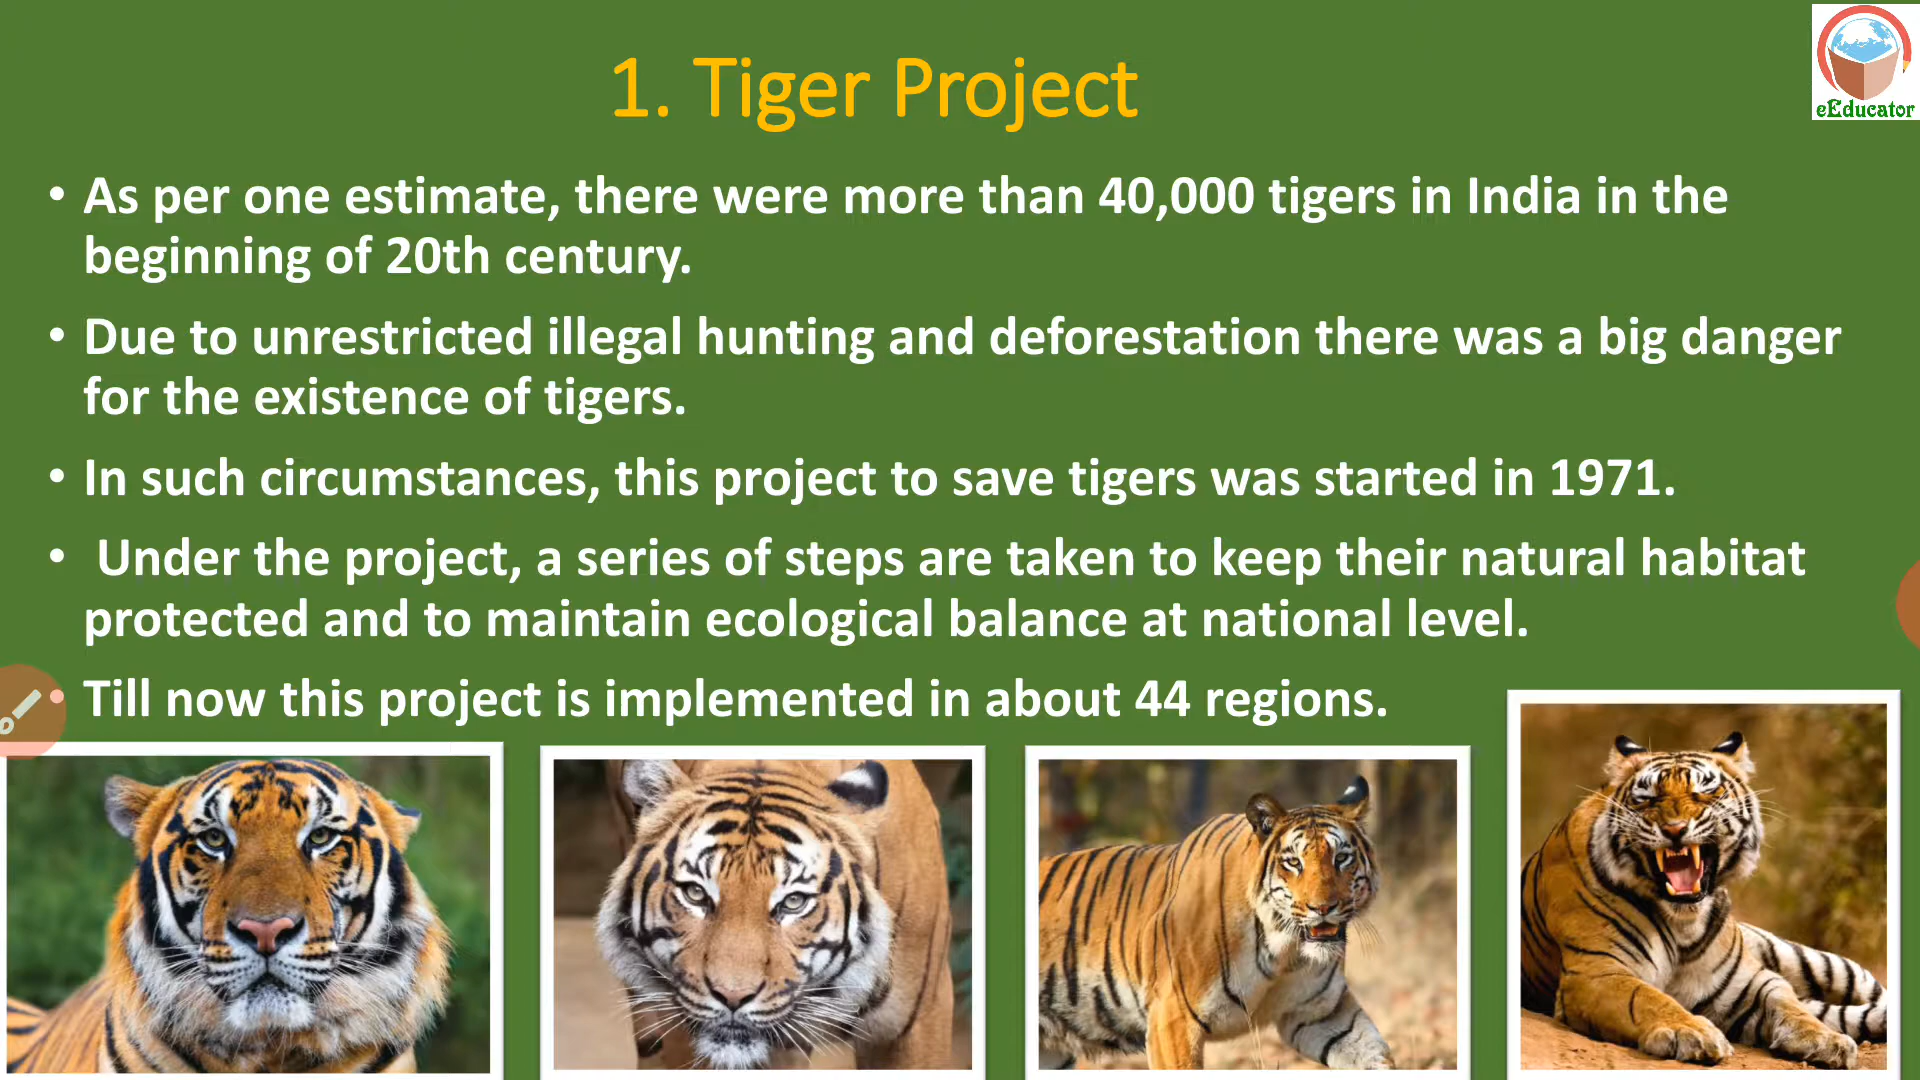 eEducator
1. Tiger Project
• As per one estimate, there were more than 40,000 tigers in India in the
beginning of 20th century.
• Due to unrestricted illegal hunting and deforestation there was a big danger
for the existence of tigers.
• In such circumstances, this project to save tigers was started in 1971.
• Under the project, a series of steps are taken to keep their natural habitat
protected and to maintain ecological balance at national level.
• Till now this project is implemented in about 44 regions.